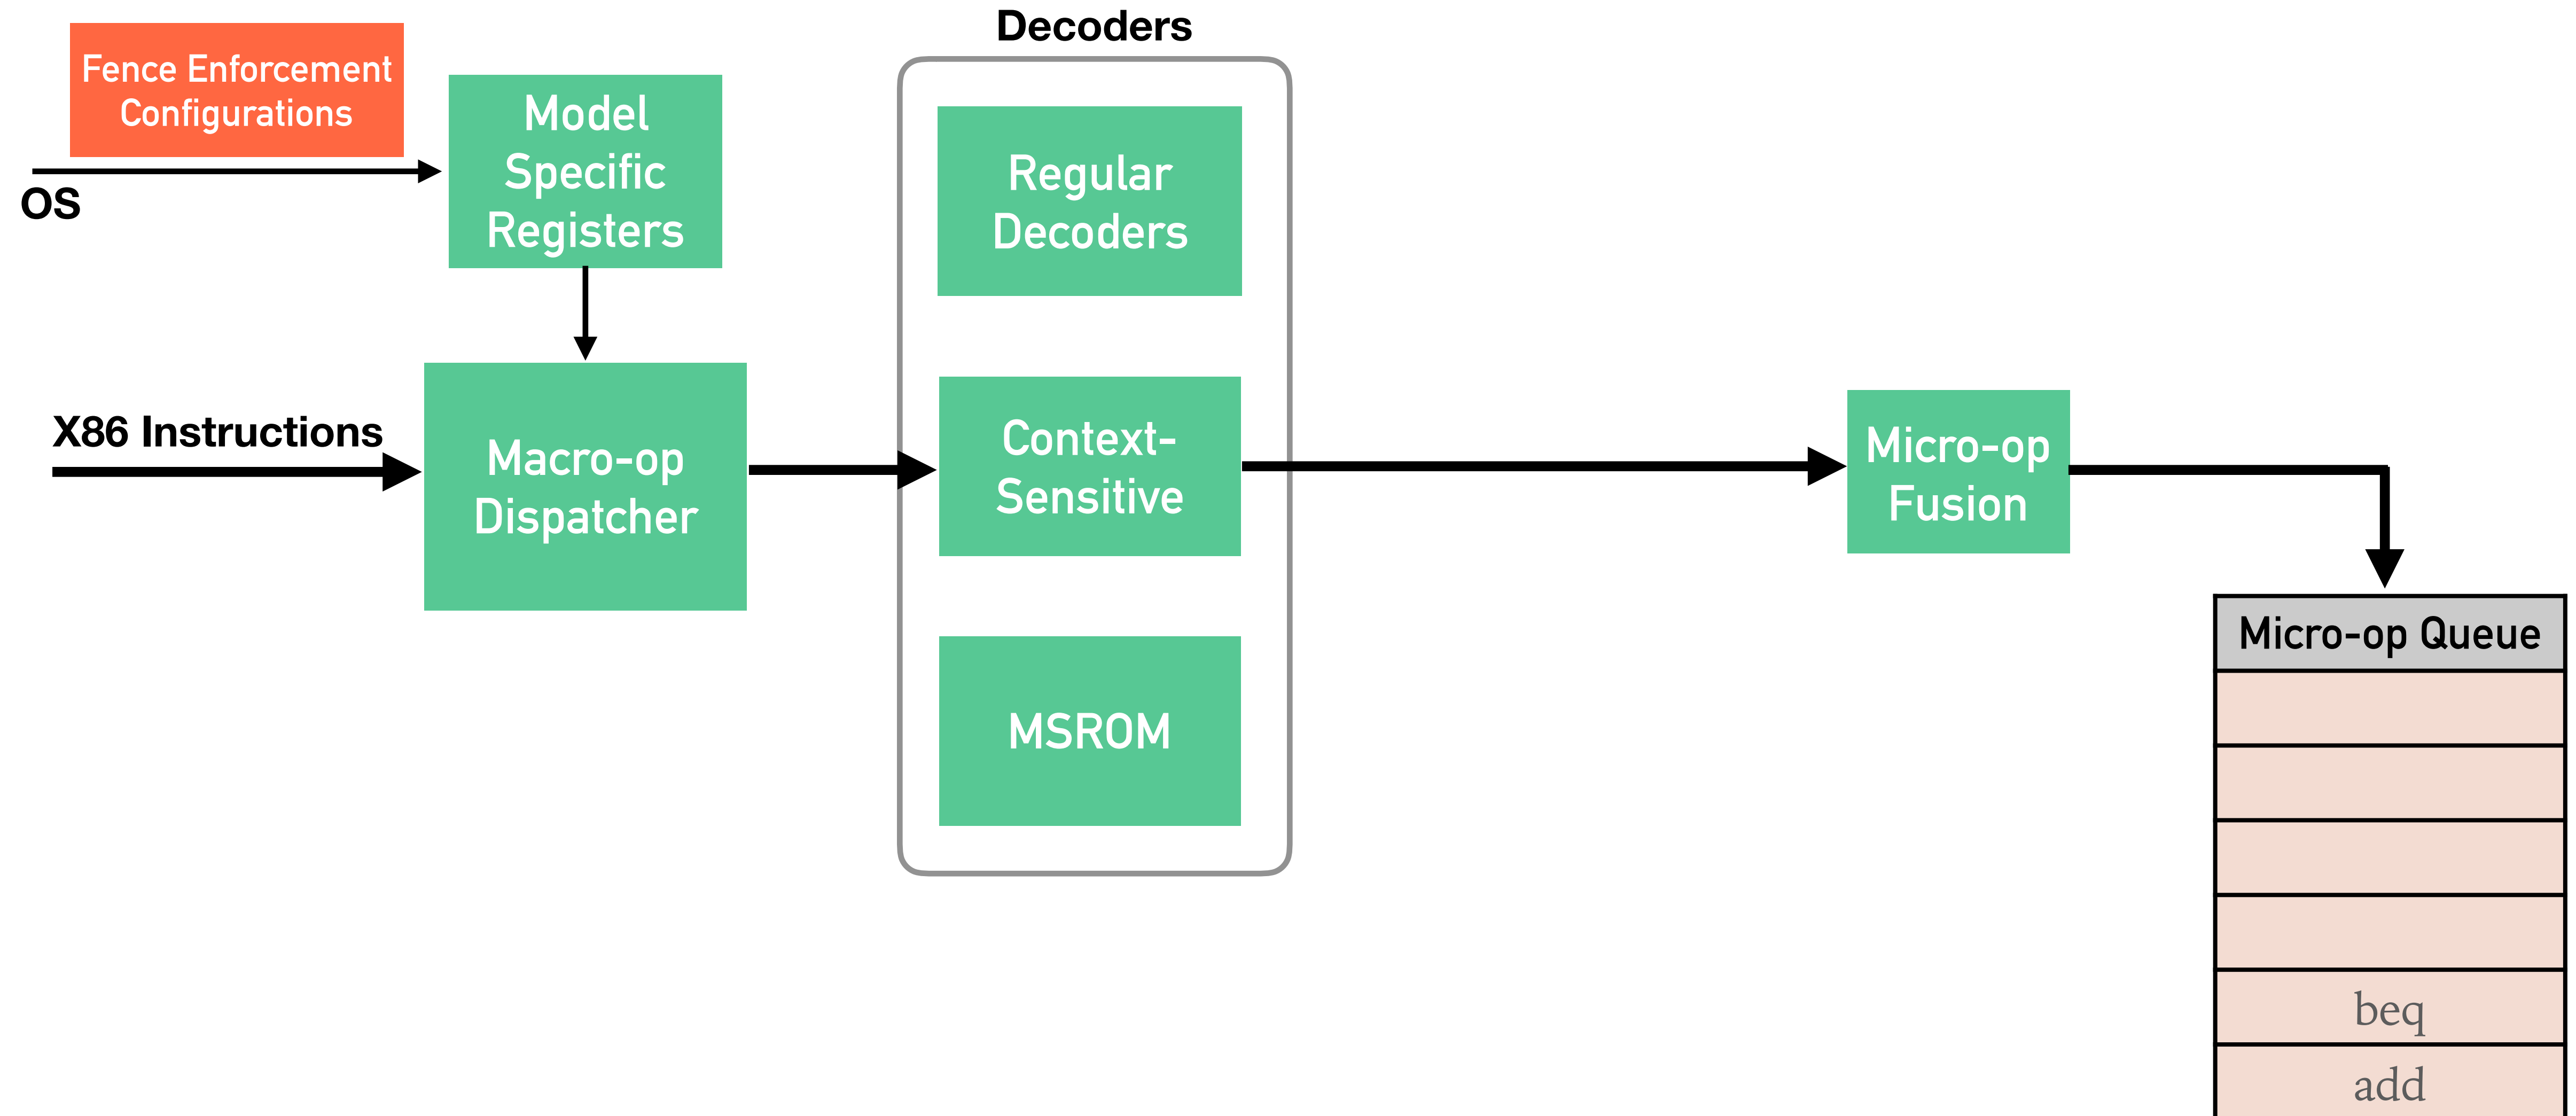 Decoders
Fence Enforcement
Configurations
OS
Model
Specific
Registers
Regular
Decoders
X86 Instructions
Macro-op
Dispatcher
Context-
Sensitive
Micro-op
Fusion
MSROM
Micro-op Queue
beq
add